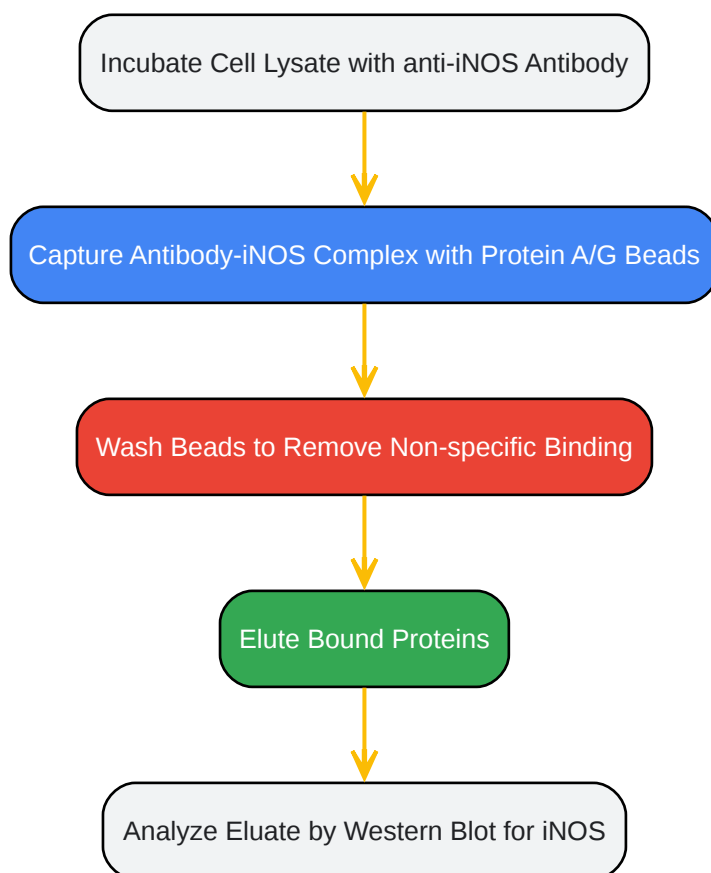 Incubate Cell Lysate with anti-iNOS Antibody
Capture Antibody-iNOS Complex with Protein A/G Beads
Wash Beads to Remove Non-specific Binding
Elute Bound Proteins
Analyze Eluate by Western Blot for iNOS